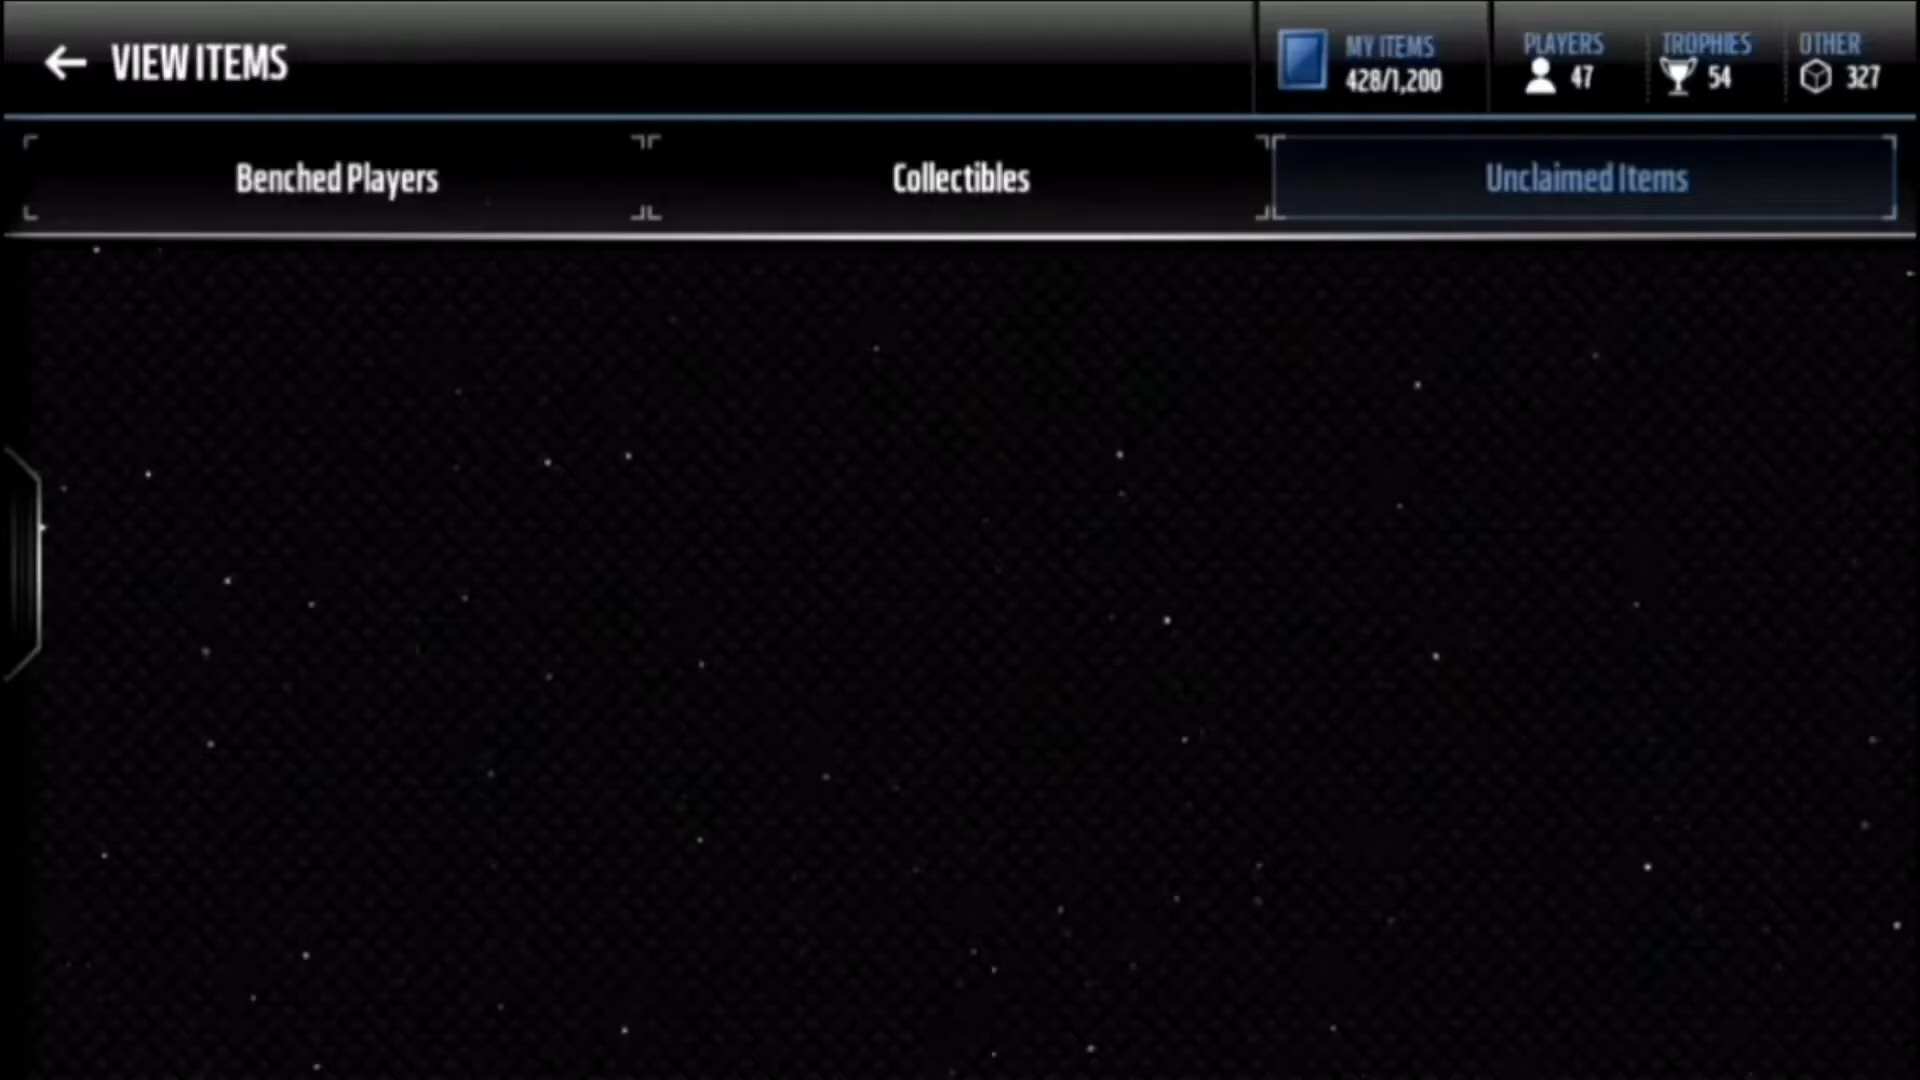 VIEW ITEMS
MY ITEMS
428/1,200
PLAYERS
47
TROPHIES
54
OTHER
327
Benched Players
Collectibles
Unclaimed Items